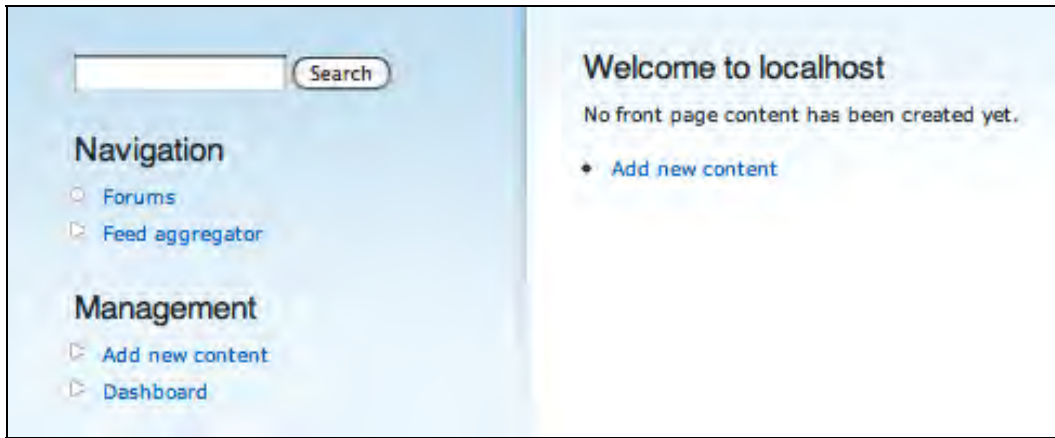 Search
Navigation
Forums
Feed aggregator
Management
Add new content
Dashboard
Welcome to localhost
No front page content has been created yet.
Add new content